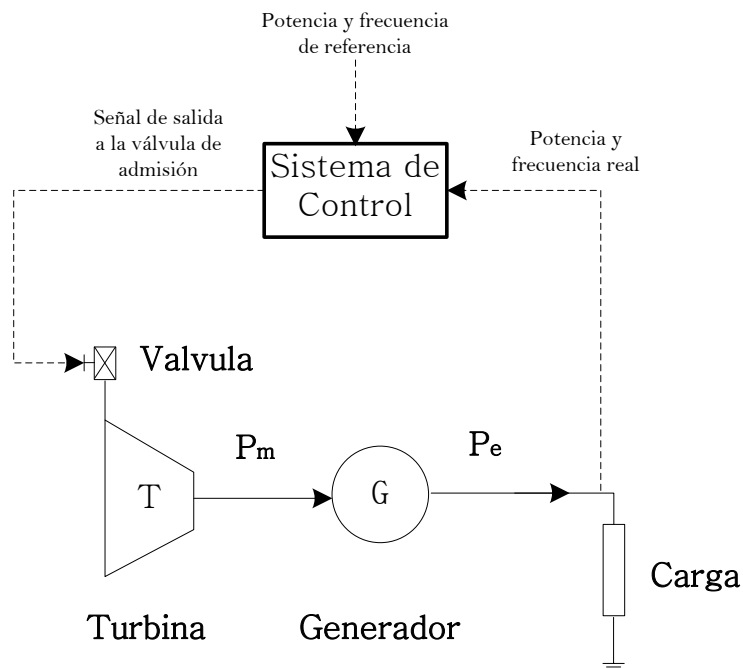 Potencia y frecuencia
de referencia
Señal de salida
a la válvula de
admisión
Sistema de
Control
Potencia y
frecuencia real
Valvula
Pm
Pe
T
G
Carga
Turbina
Generador